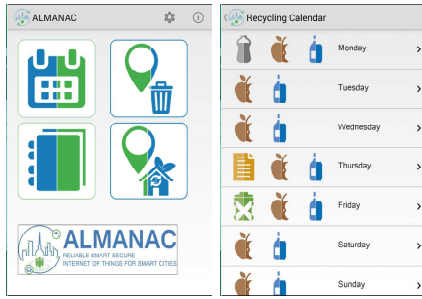 ALMANAC
ALMANAC
RELIABLE SMART SECURE
INTERNET OF THINGS FOR SMART CITIES
Recycling Calendar
Monday
Tuesday
Wednesday
Thursday
Friday
Saturday
Sunday